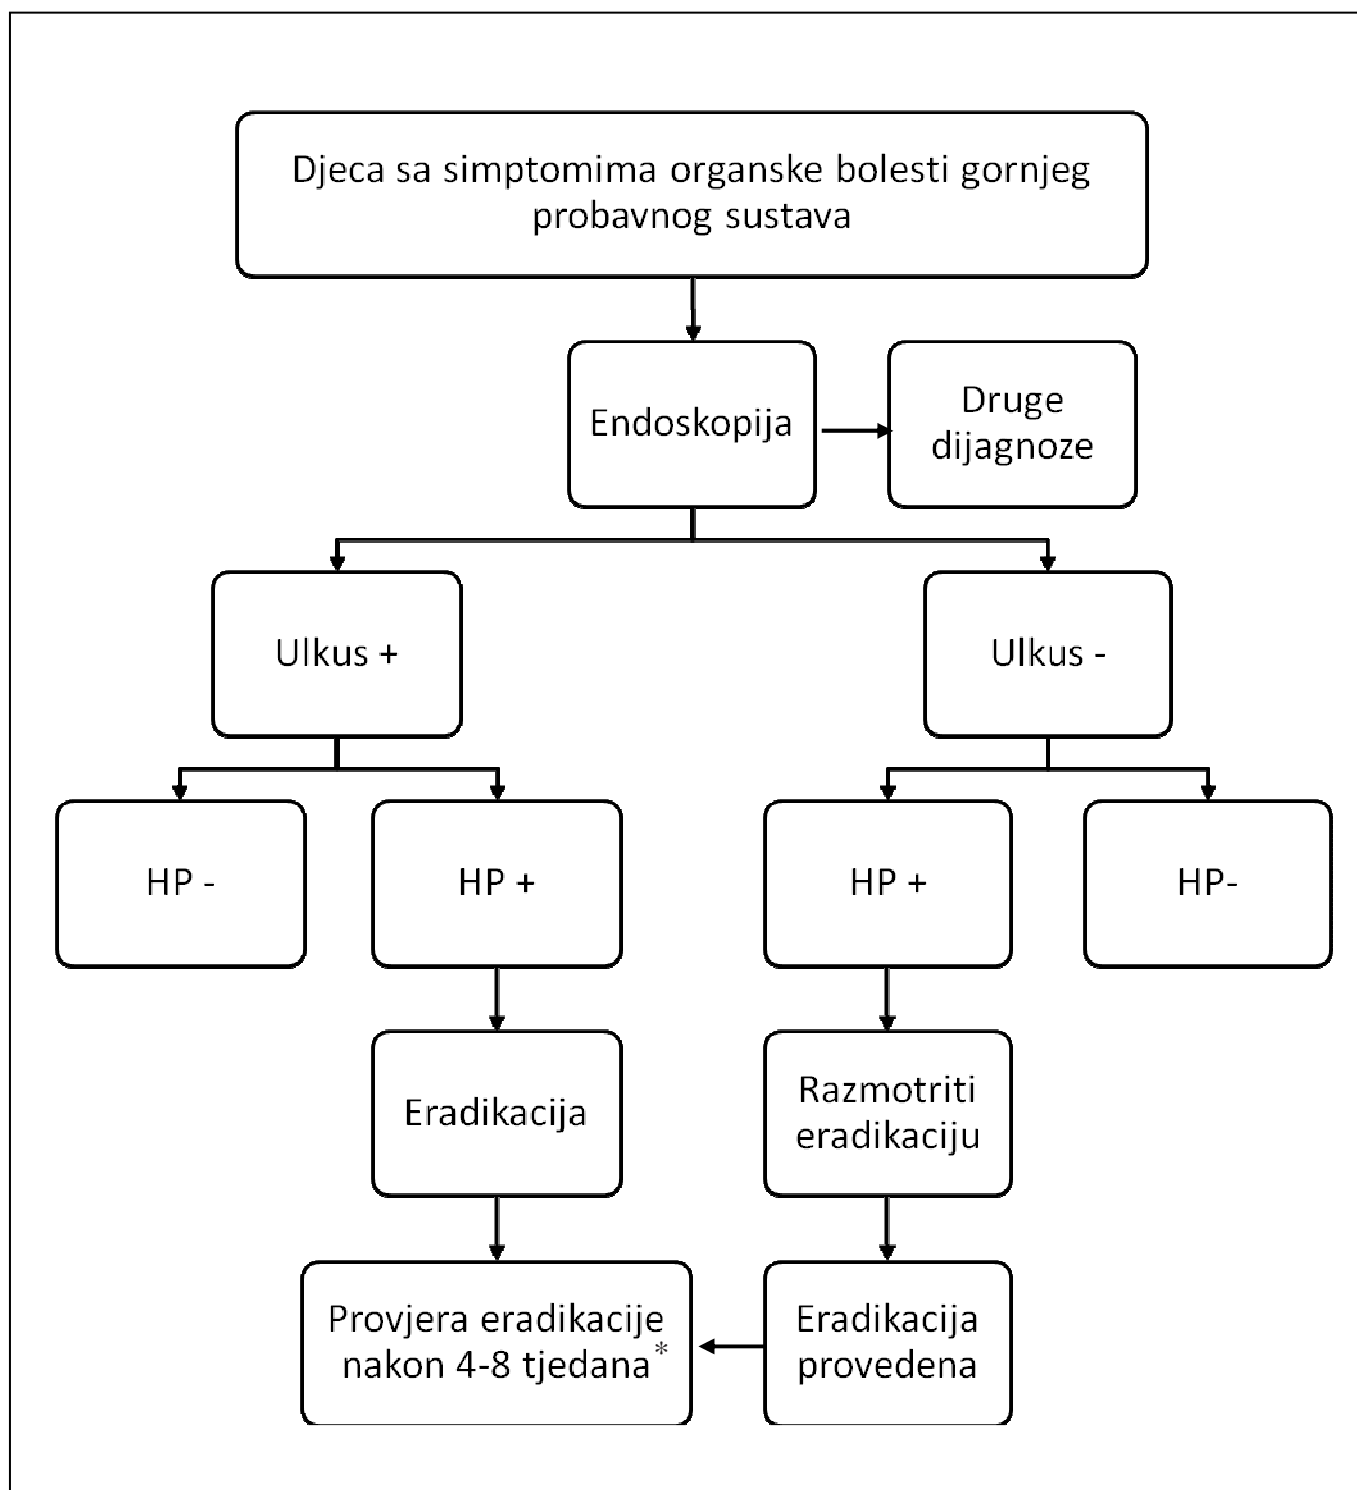 Djeca sa simptomima organske bolesti gornjeg
probavnog sustava
Endoskopija
Druge
dijagnoze
Ulkus +
Ulkus -
HP -
HP +
HP +
HP-
Eradikacija
Razmotriti
eradikaciju
Provjera eradikacije
nakon 4-8 tjedana*
Eradikacija
provedena